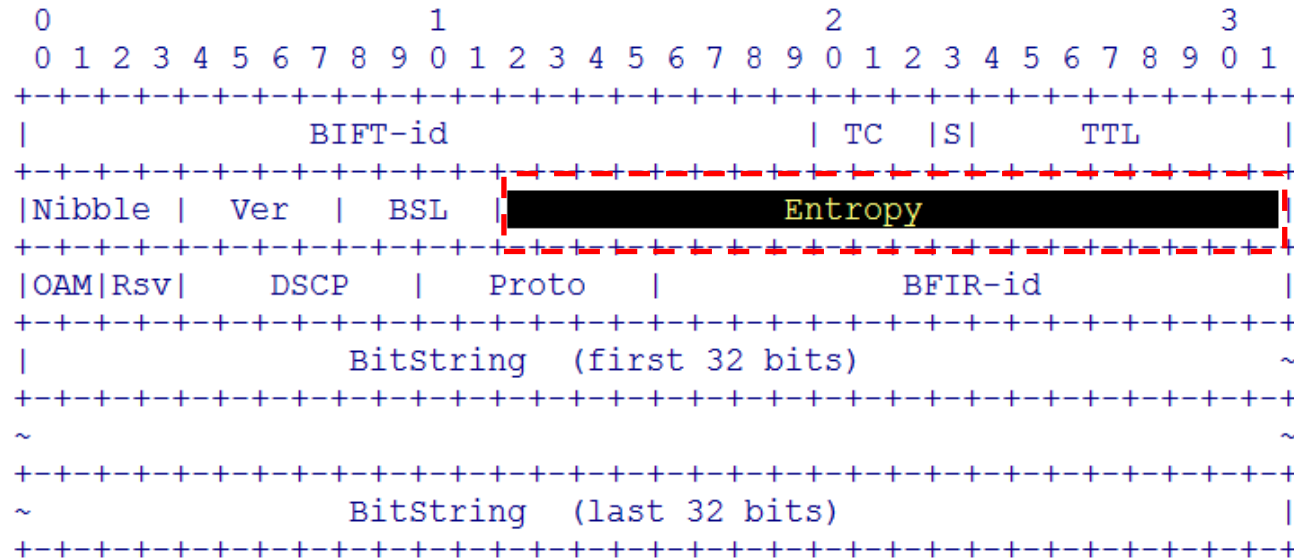 0                   1                   2                   3
 0 1 2 3 4 5 6 7 8 9 0 1 2 3 4 5 6 7 8 9 0 1 2 3 4 5 6 7 8 9 0 1
+-+-+-+-+-+-+-+-+-+-+-+-+-+-+-+-+-+-+-+-+-+-+-+-+-+-+-+-+-+-+-+-+
|              BIFT-id                  | TC  |S|     TTL       |
+-+-+-+-+-+-+-+-+-+-+-+-+-+-+-+-+-+-+-+-+-+-+-+-+-+-+-+-+-+-+-+-+
|Nibble |  Ver  |  BSL  |              Entropy                  |
+-+-+-+-+-+-+-+-+-+-+-+-+-+-+-+-+-+-+-+-+-+-+-+-+-+-+-+-+-+-+-+-+
|OAM|Rsv|    DSCP   |   Proto   |            BFIR-id            |
+-+-+-+-+-+-+-+-+-+-+-+-+-+-+-+-+-+-+-+-+-+-+-+-+-+-+-+-+-+-+-+-+
|                BitString  (first 32 bits)                     ~
+-+-+-+-+-+-+-+-+-+-+-+-+-+-+-+-+-+-+-+-+-+-+-+-+-+-+-+-+-+-+-+-+
~                                                               ~
+-+-+-+-+-+-+-+-+-+-+-+-+-+-+-+-+-+-+-+-+-+-+-+-+-+-+-+-+-+-+-+-+
~                BitString  (last 32 bits)                      |
+-+-+-+-+-+-+-+-+-+-+-+-+-+-+-+-+-+-+-+-+-+-+-+-+-+-+-+-+-+-+-+-+